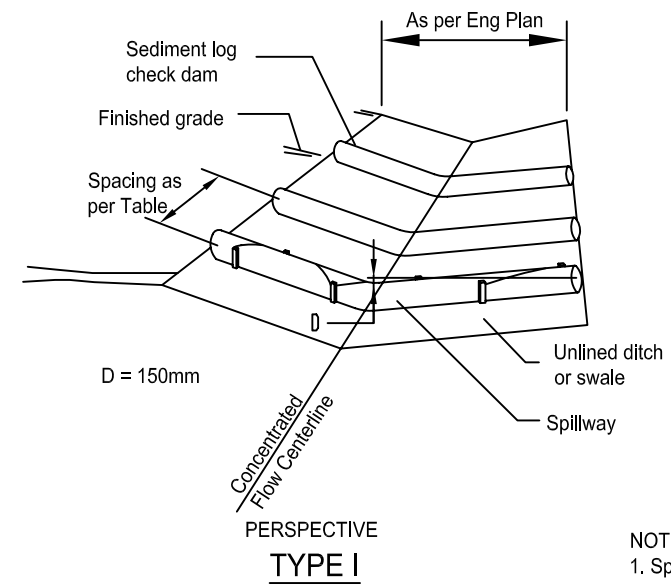 As per Eng Plan
Sediment log
check dam
Finished grade
Spacing as
per Table
D
D = 150mm
Unlined ditch
or swale
Spillway
Concentrated
Flow Centerline
PERSPECTIVE
TYPE I
NOT
1. Sp